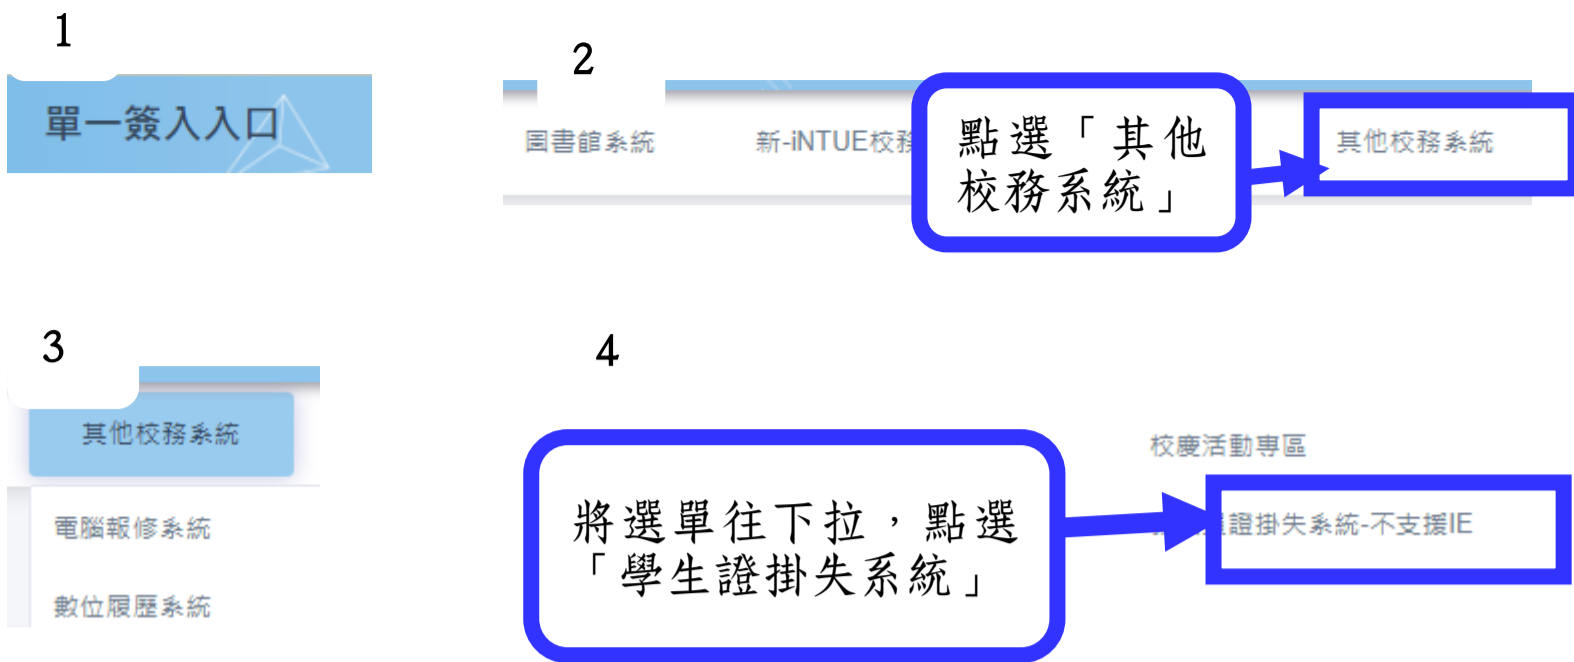 1
單一簽入入口
2
圖書館系統
新-iNTUE校務
點選「其他
校務系統」
其他校務系統
3
其他校務系統
電腦報修系統
數位履歷系統
4
將選單往下拉，點選
「學生證掛失系統」
校慶活動專區
證掛失系統-不支援IE